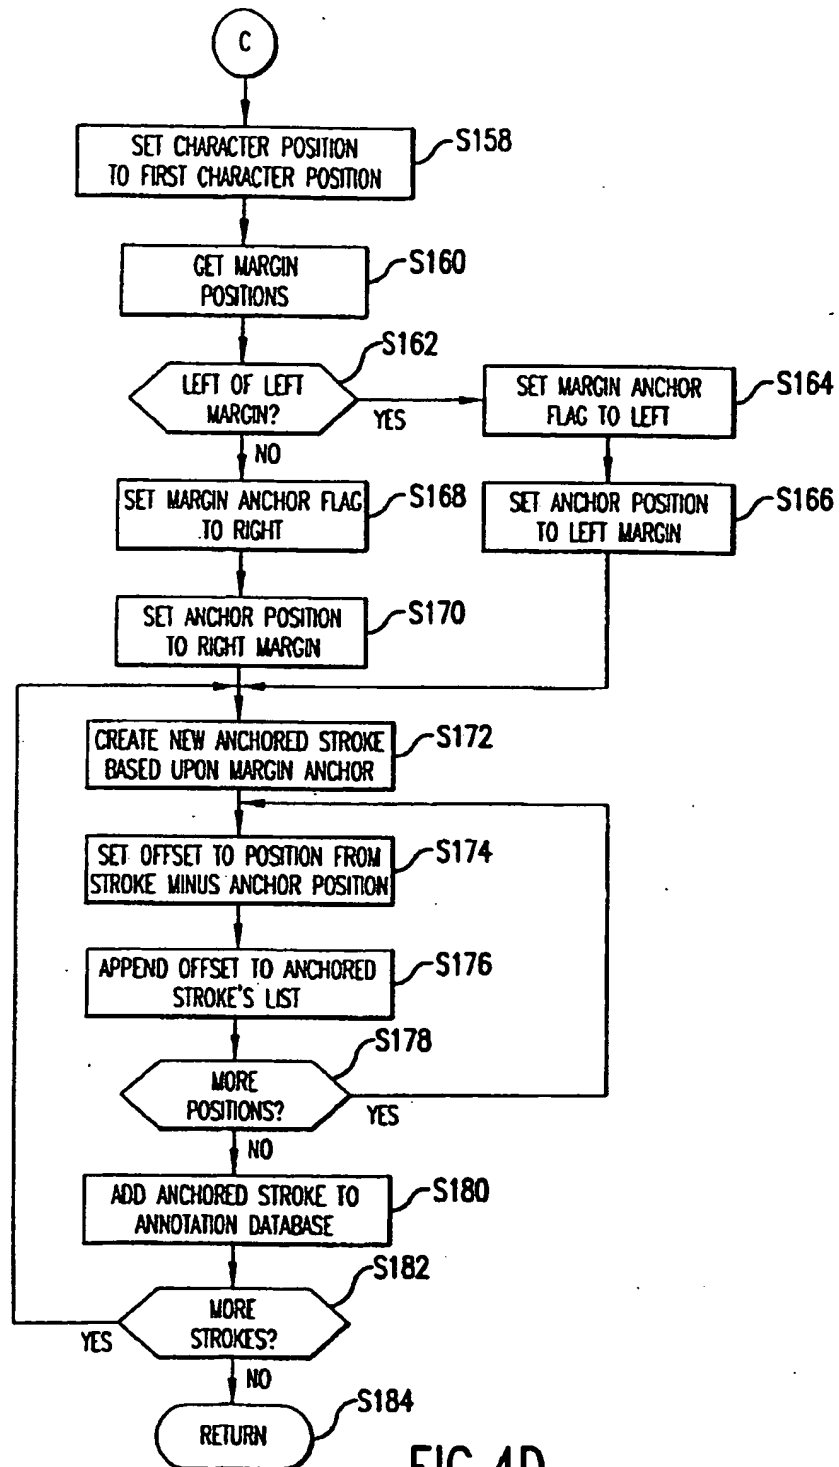 C
SET CHARACTER POSITION
TO FIRST CHARACTER POSITION
S158
GET MARGIN
POSITIONS
S160
LEFT OF LEFT
MARGIN?
S162
YES
NO
SET MARGIN ANCHOR
FLAG TO LEFT
S164
SET MARGIN ANCHOR FLAG
TO RIGHT
S168
SET ANCHOR POSITION
TO LEFT MARGIN
S166
SET ANCHOR POSITION
TO RIGHT MARGIN
S170
CREATE NEW ANCHORED STROKE
BASED UPON MARGIN ANCHOR
S172
SET OFFSET TO POSITION FROM
STROKE MINUS ANCHOR POSITION
S174
APPEND OFFSET TO ANCHORED
STROKE'S LIST
S176
MORE
POSITIONS?
S178
YES
NO
ADD ANCHORED STROKE TO
ANNOTATION DATABASE
S180
MORE
STROKES?
S182
YES
NO
RETURN
S184
FIG.4D